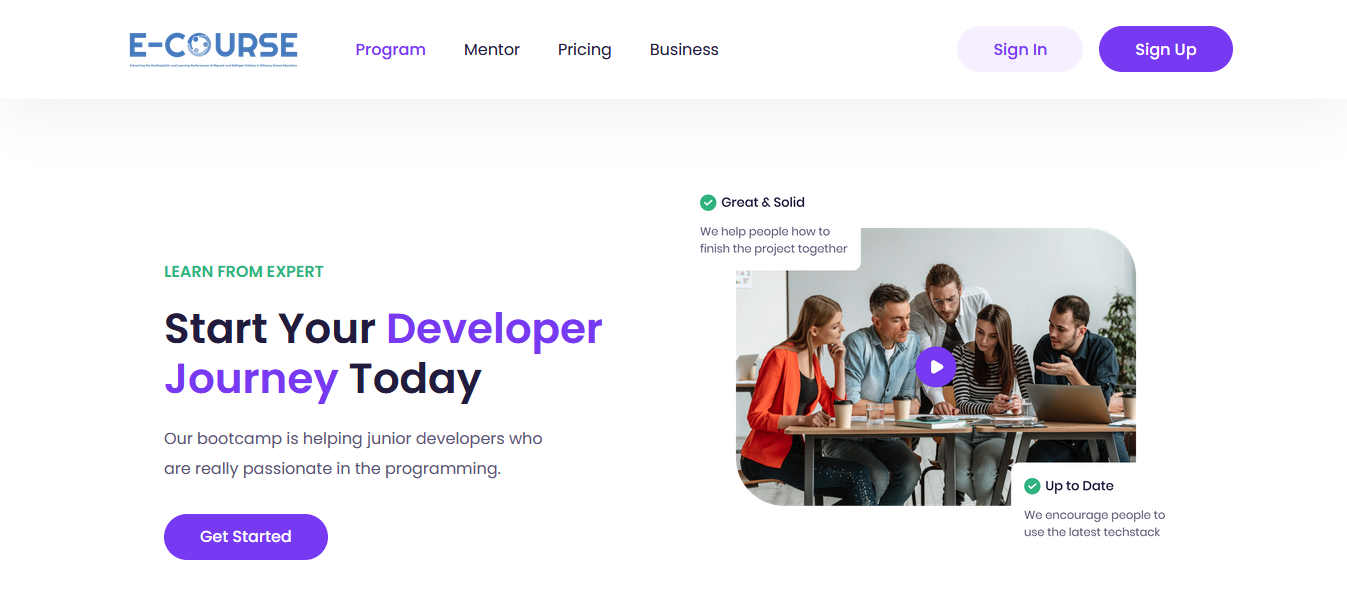 E-COURSE
Program
Mentor
Pricing
Business
Sign In
Sign Up
LEARN FROM EXPERT
Start Your Developer
Journey Today
Our bootcamp is helping junior developers who
are really passionate in the programming.
Get Started
Great & Solid
We help people how to
finish the project together
Up to Date
We encourage people to
use the latest techstack